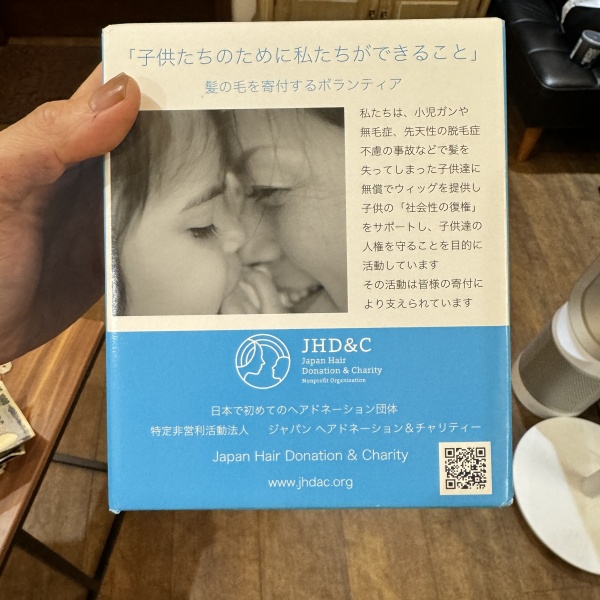 「子供たちのために私たちができること」
髪の毛を寄付するボランティア
私たちは、小児ガンや
無毛症、先天性の脱毛症
不慮の事故などで髪を
失ってしまった子供達に
無償でウィッグを提供し
子供の「社会性の復権」
をサポートし、子供達の
人権を守ることを目的に
活動しています
その活動は皆様の寄付に
より支えられています
JHD&C
Japan Hair
Donation & Charity
Nonprofit Organization
日本で初めてのヘアドネーション団体
特定非営利活動法人 ジャパン ヘアドネーション&チャリティー
Japan Hair Donation & Charity
www.jhdac.org